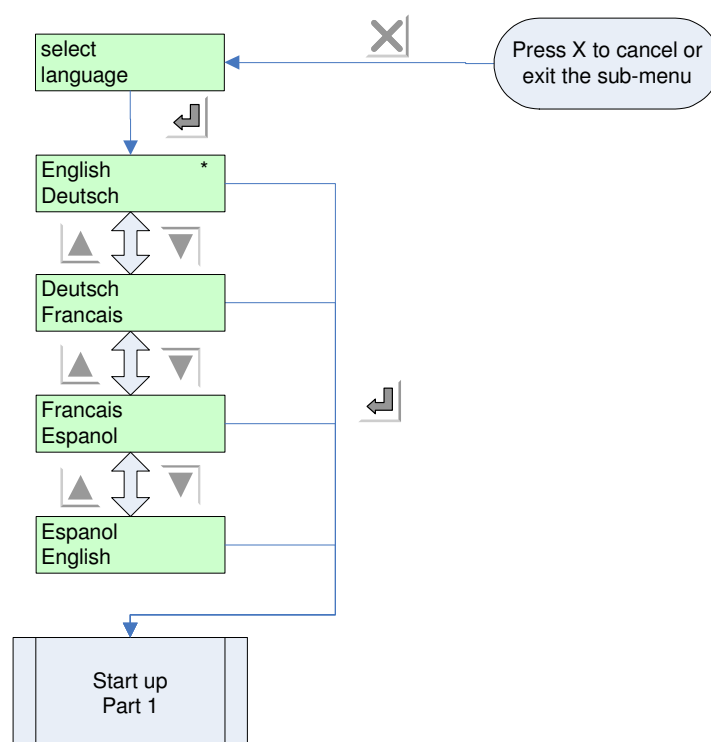 select
language
Press X to cancel or
exit the sub-menu
English *
Deutsch
Deutsch
Francais
Francais
Espanol
Espanol
English
Start up
Part 1